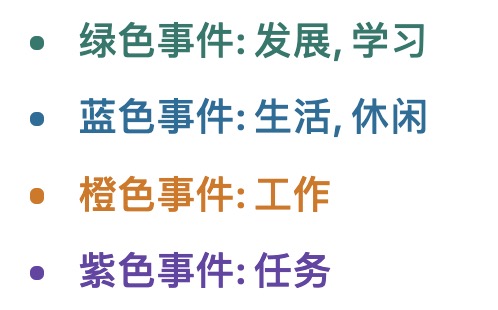 • 绿色事件: 发展, 学习
• 蓝色事件: 生活, 休闲
• 橙色事件: 工作
• 紫色事件: 任务